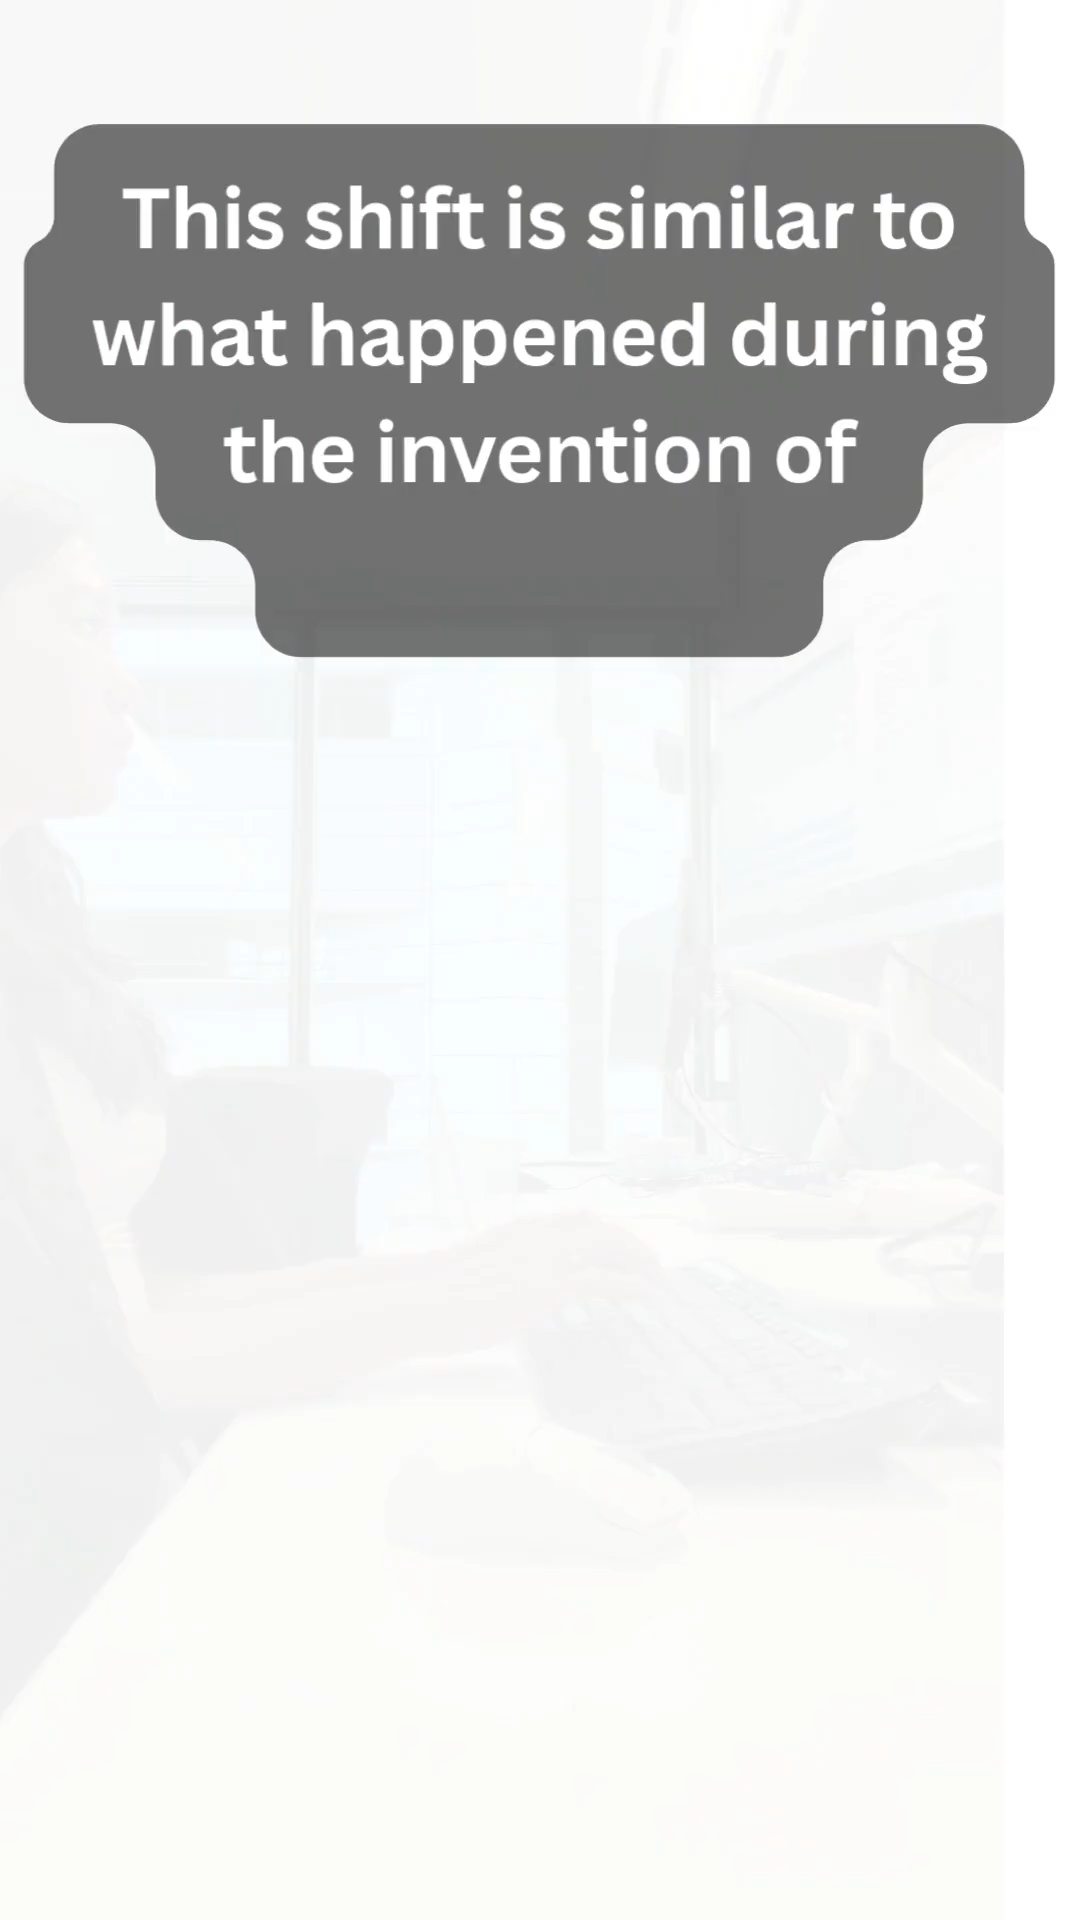 This shift is similar to
what happened during
the invention of